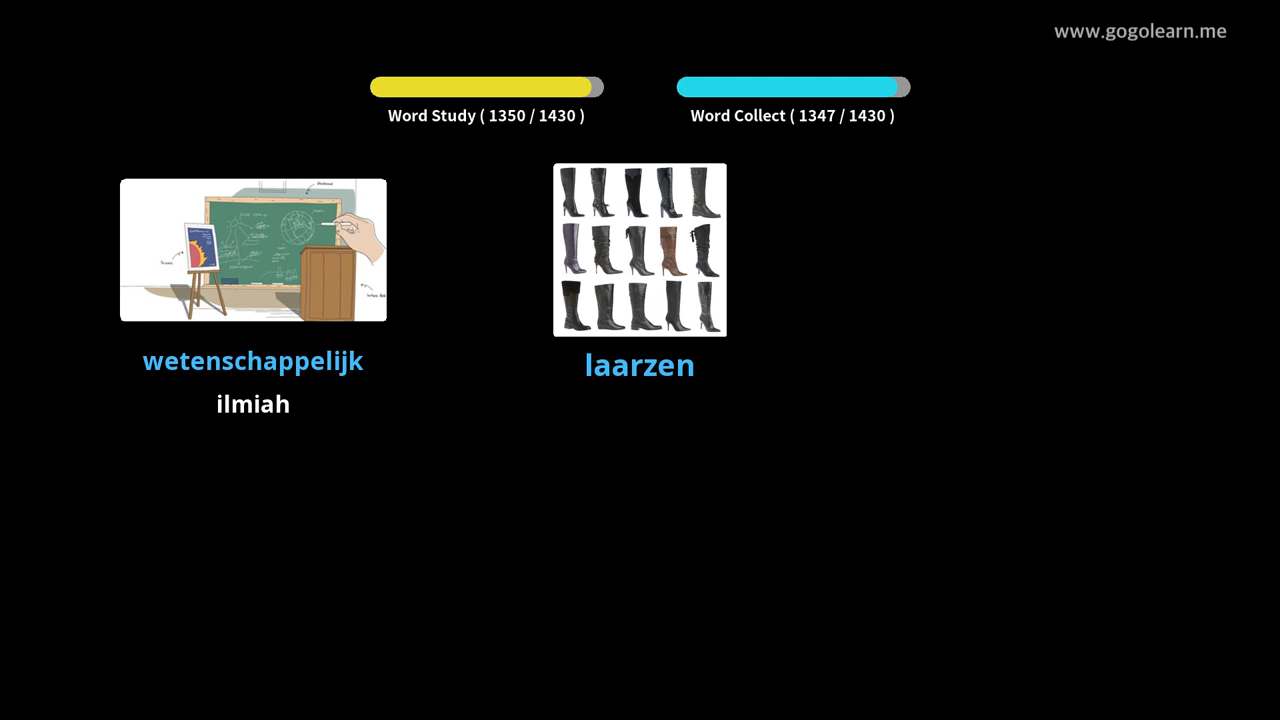 www.gogolearn.me
Word Study ( 1350 / 1430 )
Word Collect ( 1347 / 1430 )
wetenschappelijk
ilmiah
laarzen